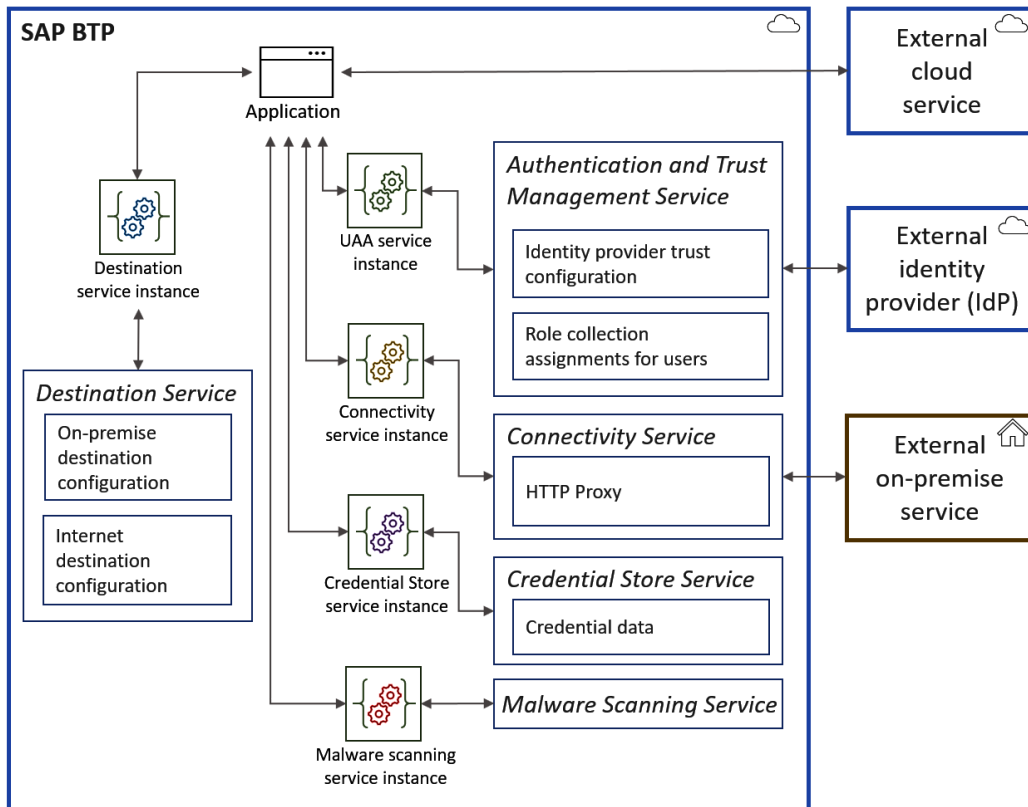 SAP BTP
Application
External
cloud
service
Destination
service instance
UAA service
instance
Authentication and Trust
Management Service
Identity provider trust
configuration
Role collection
assignments for users
External
identity
provider (IdP)
Destination Service
On-premise
destination
configuration
Internet
destination
configuration
Connectivity
service instance
Connectivity Service
HTTP Proxy
External
on-premise
service
Credential Store
service instance
Credential Store Service
Credential data
Malware scanning
service instance
Malware Scanning Service